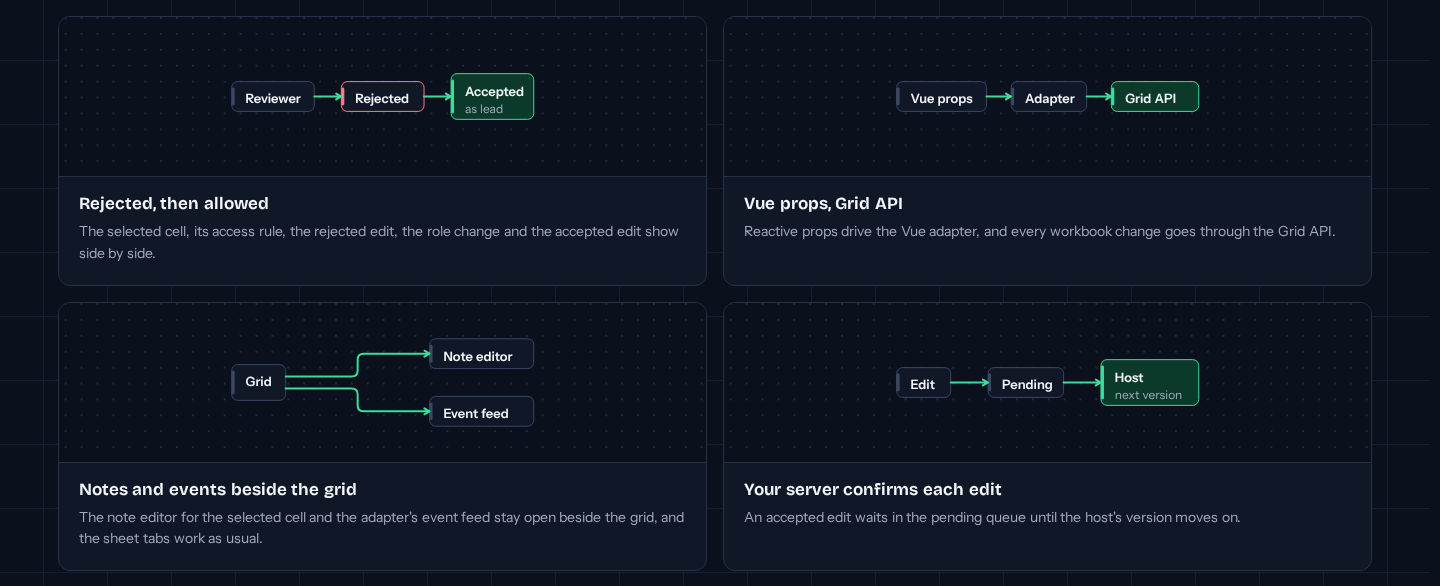 Reviewer
Rejected
Accepted
as lead
Rejected, then allowed
The selected cell, its access rule, the rejected edit, the role change and the accepted edit show
side by side.
Vue props
Adapter
Grid API
Vue props, Grid API
Reactive props drive the Vue adapter, and every workbook change goes through the Grid API.
Grid
Note editor
Event feed
Notes and events beside the grid
The note editor for the selected cell and the adapter's event feed stay open beside the grid, and
the sheet tabs work as usual.
Edit
Pending
Host
next version
Your server confirms each edit
An accepted edit waits in the pending queue until the host's version moves on.